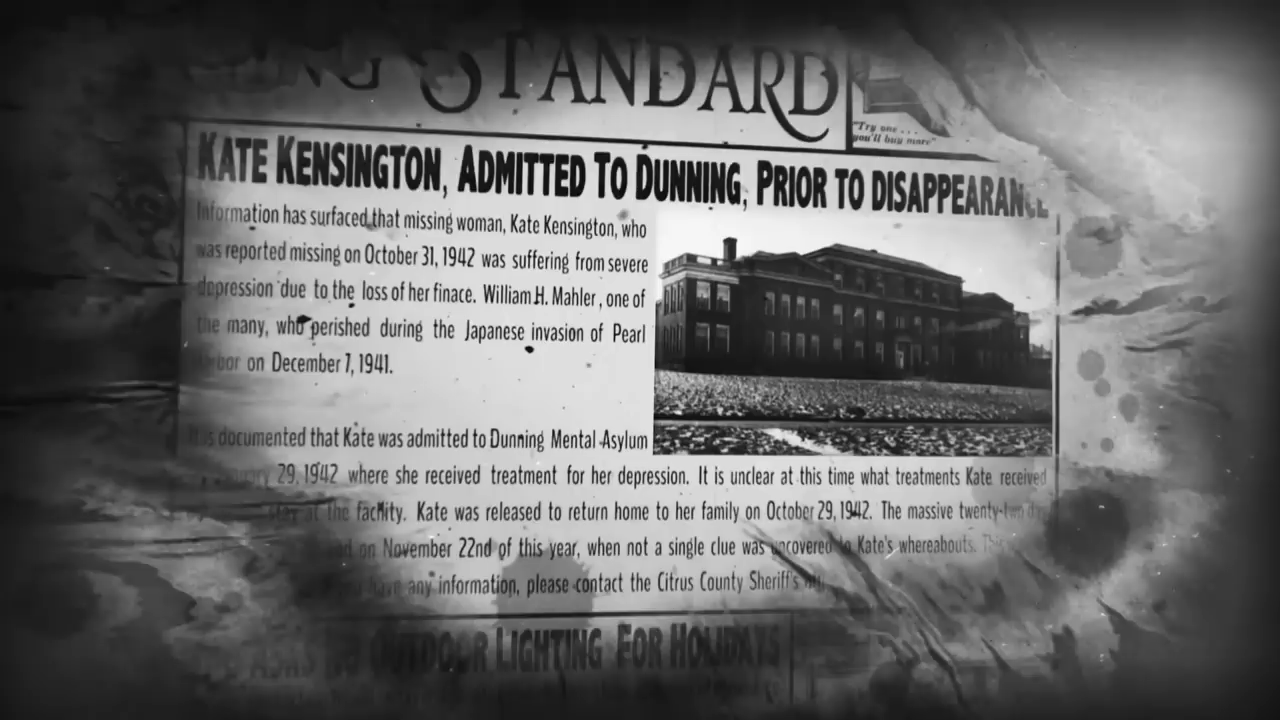 STANDARD
"Try one . . .
you'll buy more"
KATE KENSINGTON, ADMITTED TO DUNNING, PRIOR TO DISAPPEARANCE
Information has surfaced that missing woman, Kate Kensington, who
was reported missing on October 31, 1942 was suffering from severe
depression due to the loss of her finace. William H. Mahler, one of
the many, who perished during the Japanese invasion of Pearl
on December 7, 1941.
documented that Kate was admitted to Dunning Mental Asylum
29, 1942 where she received treatment for her depression. It is unclear at this time what treatments Kate received
stay at the facility. Kate was released to return home to her family on October 29, 1942. The massive
on November 22nd of this year, when not a single clue was uncovered to Kate's whereabouts. This
have any information, please contact the Citrus County Sheriff's
OUTDOOR LIGHTING FOR HOLIDAYS